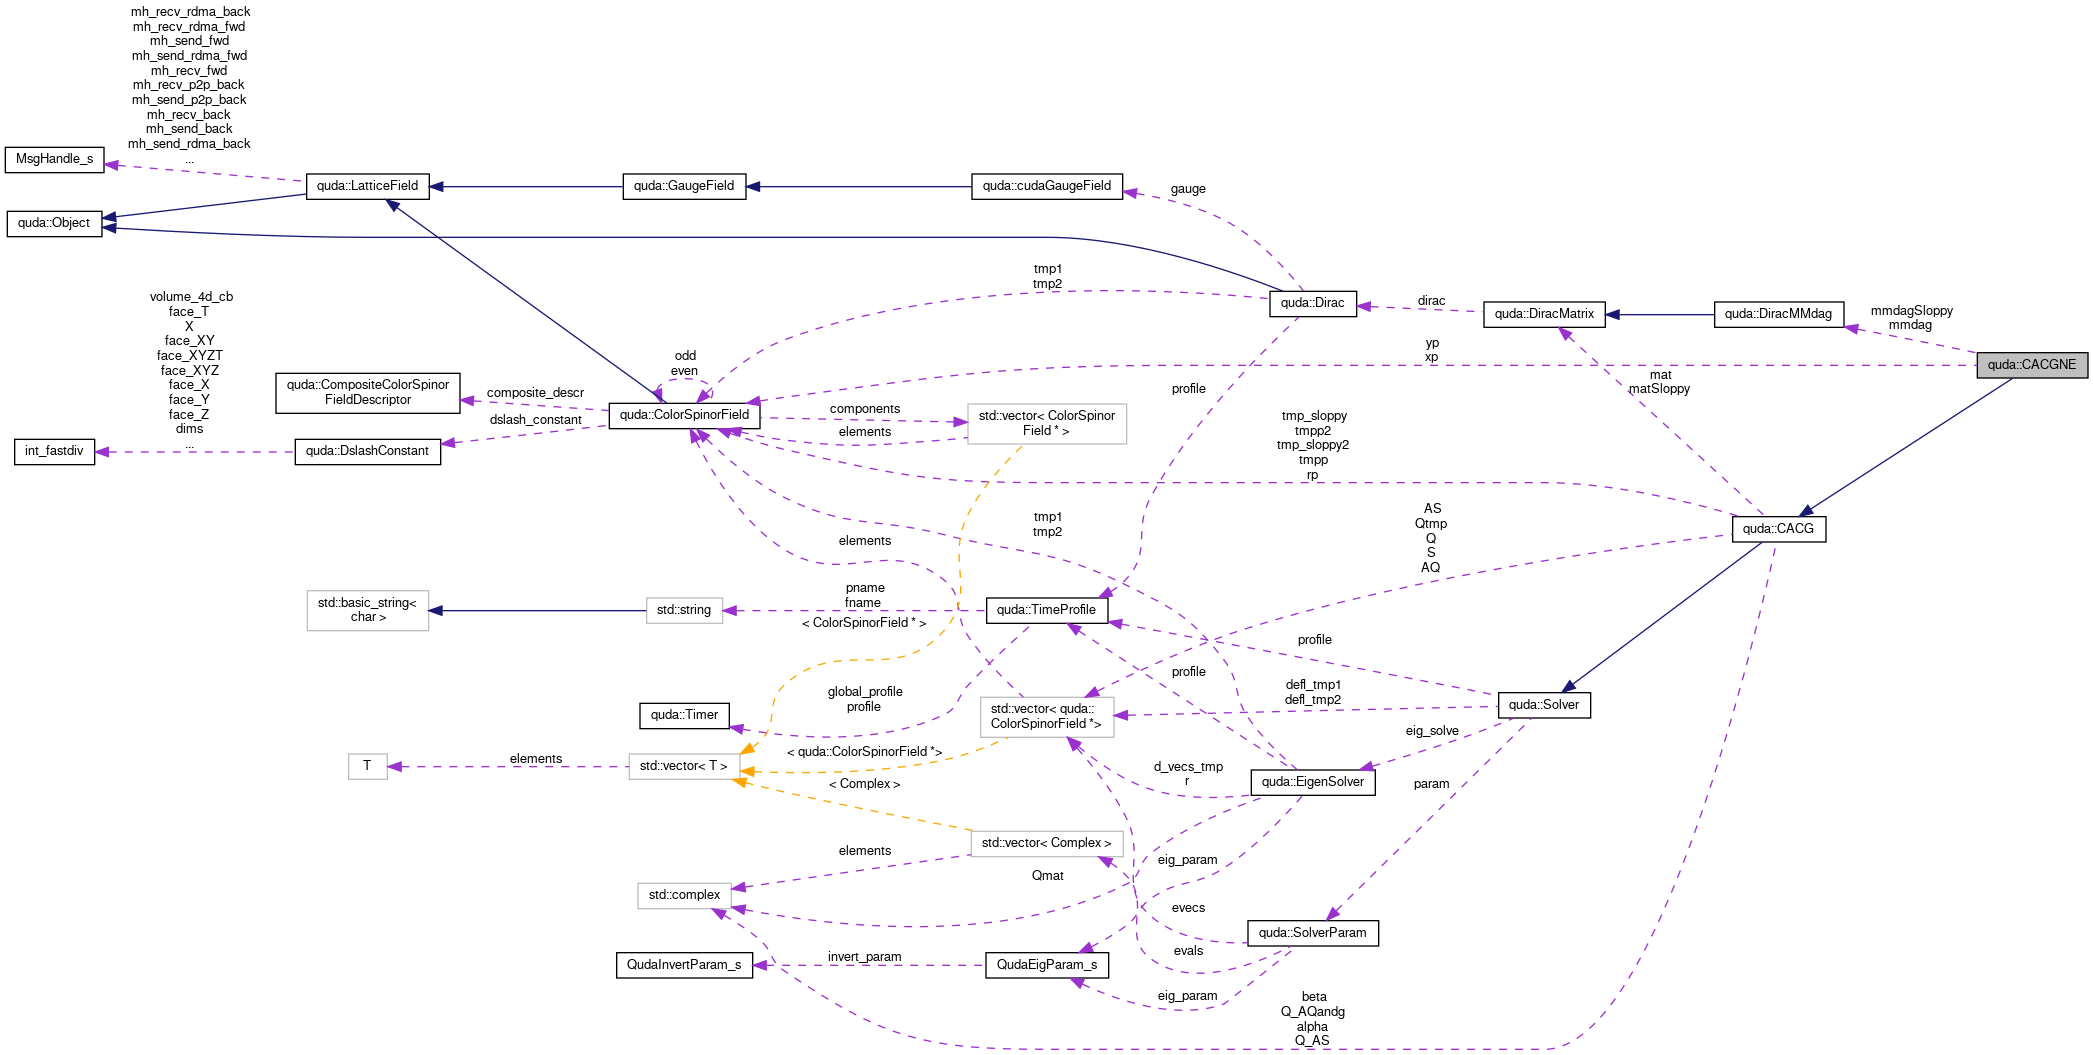 mh_recv_rdma_back
mh_recv_rdma_fwd
mh_send_fwd
mh_send_rdma_fwd
mh_recv_fwd
mh_recv_p2p_back
mh_send_p2p_back
mh_recv_back
mh_send_back
mh_send_rdma_back
...
MsgHandle_s
quda::LatticeField
quda::GaugeField
quda::cudaGaugeField
gauge
quda::Object
tmp1
tmp2
quda::Dirac
dirac
quda::DiracMatrix
quda::DiracMMdag
mmdagSloppy
mmdag
quda::CACGNE
volume_4d_cb
face_T
X
face_XY
face_XYZT
face_XYZ
face_X
face_Y
face_Z
dims
...
int_fastdiv
quda::CompositeColorSpinor
FieldDescriptor
quda::DslashConstant
composite_descr
dslash_constant
odd
even
quda::ColorSpinorField
components
elements
std::vector< ColorSpinor
Field * >
profile
yp
xp
mat
matSloppy
tmp_sloppy
tmpp2
tmp_sloppy2
tmpp
rp
AS
Qtmp
Q
S
AQ
quda::CACG
elements
tmp1
tmp2
std::basic_string<
char >
std::string
pname
fname
< ColorSpinorField * >
quda::TimeProfile
profile
global_profile
profile
quda::Timer
std::vector< quda::
ColorSpinorField *>
profile
defl_tmp1
defl_tmp2
quda::Solver
eig_solve
param
T
elements
std::vector< T >
< quda::ColorSpinorField *>
< Complex >
d_vecs_tmp
r
quda::EigenSolver
std::vector< Complex >
elements
Qmat
eig_param
std::complex
evecs
evals
quda::SolverParam
QudaInvertParam_s
invert_param
QudaEigParam_s
eig_param
beta
Q_AQandg
alpha
Q_AS